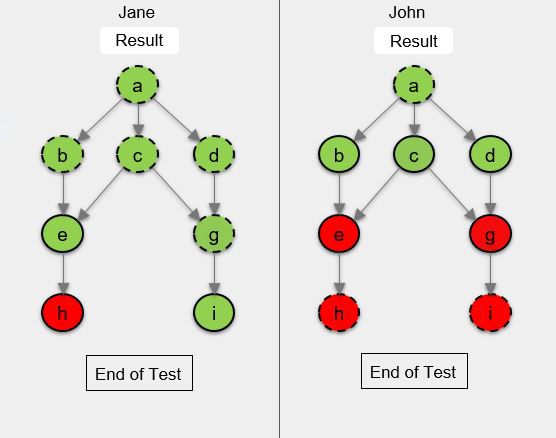 Jane
Result
a
b c d
e g
h i
End of Test
John
Result
a
b c d
e g
h i
End of Test